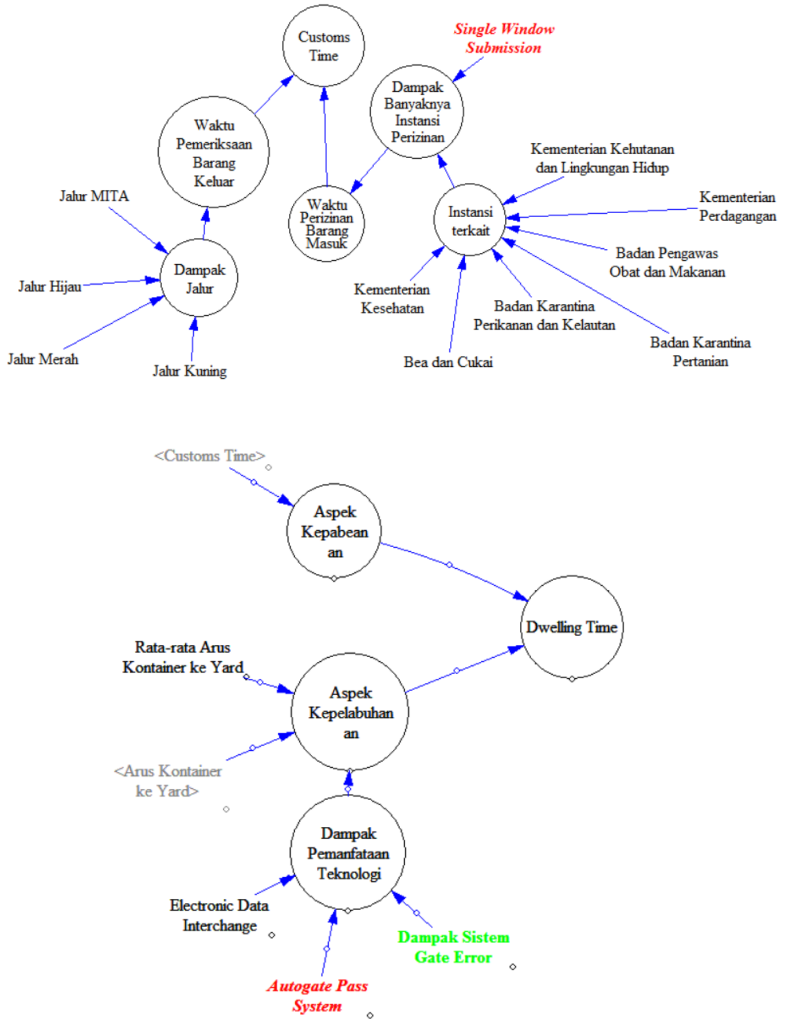 Customs
Time
Single Window
Submission
Dampak
Banyaknya
Instansi
Perizinan
Waktu
Pemeriksaan
Barang
Keluar
Kementerian Kehutanan
dan Lingkungan Hidup
Jalur MITA
Waktu
Perizinan
Barang
Masuk
Instansi
terkait
Kementerian
Perdagangan
Dampak
Jalur
Badan Pengawas
Obat dan Makanan
Jalur Hijau
Kementerian
Kesehatan
Badan Karantina
Perikanan dan Kelautan
Badan Karantina
Pertanian
Jalur Merah
Jalur Kuning
Bea dan Cukai
<Customs Time>
Aspek
Kepabean
an
Dwelling Time
Rata-rata Arus
Kontainer ke Yard
Aspek
Kepelabuhan
an
<Arus Kontainer
ke Yard>
Dampak
Pemanfataan
Teknologi
Electronic Data
Interchange
Dampak Sistem
Gate Error
Autogate Pass
System